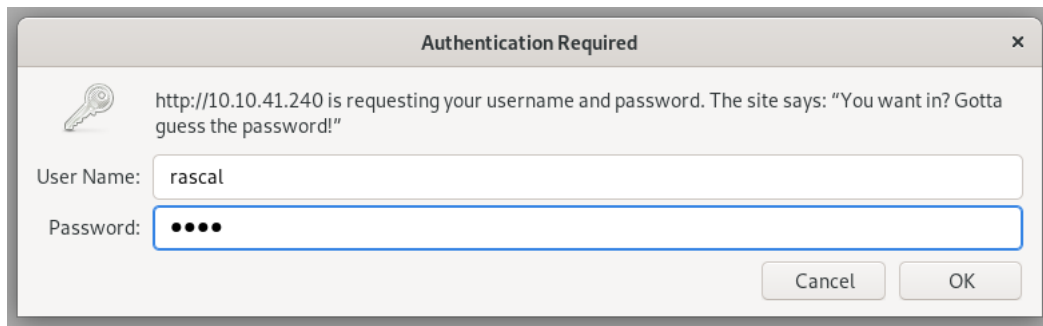 Authentication Required
http://10.10.41.240 is requesting your username and password. The site says: “You want in? Gotta
guess the password!”
User Name: rascal
Password: ●●●●
Cancel OK